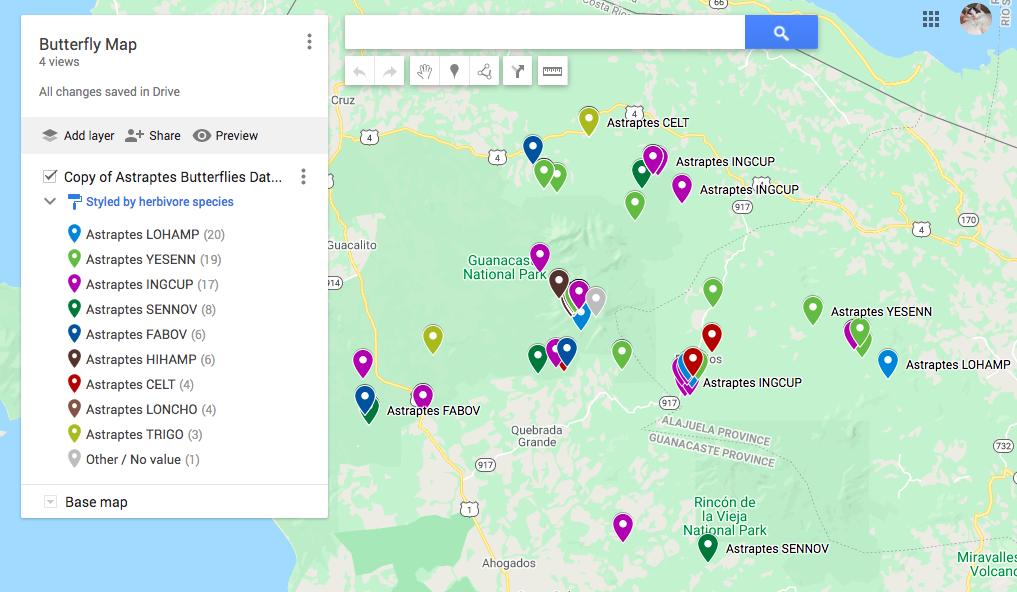 Butterfly Map
4 views
All changes saved in Drive
Add layer Share Preview
Copy of Astraptes Butterflies Dat...
Styled by herbivore species
Astraptes LOHAMP (20)
Astraptes YESENN (19)
Astraptes INGCUP (17)
Astraptes SENNOV (8)
Astraptes FABOV (6)
Astraptes HIHAMP (6)
Astraptes CELT (4)
Astraptes LONCHO (4)
Astraptes TRIGO (3)
Other / No value (1)
Base map
66
RIO S
Cruz
4
4
4
Astraptes CELT
Astraptes INGCUP
Astraptes INGCUP
917
170
4
Guacalito
Guanacas
National Park
914
Astraptes YESENN
Astraptes LOHAMP
os
Astraptes INGCUP
917
Astraptes FABOV
ALAJUELA PROVINCE
GUANACASTE PROVINCE
Quebrada
Grande
732
917
1
Rincón de
la Vieja
National Park
Astraptes SENNOV
Ahogados
Miravalles
Volcano